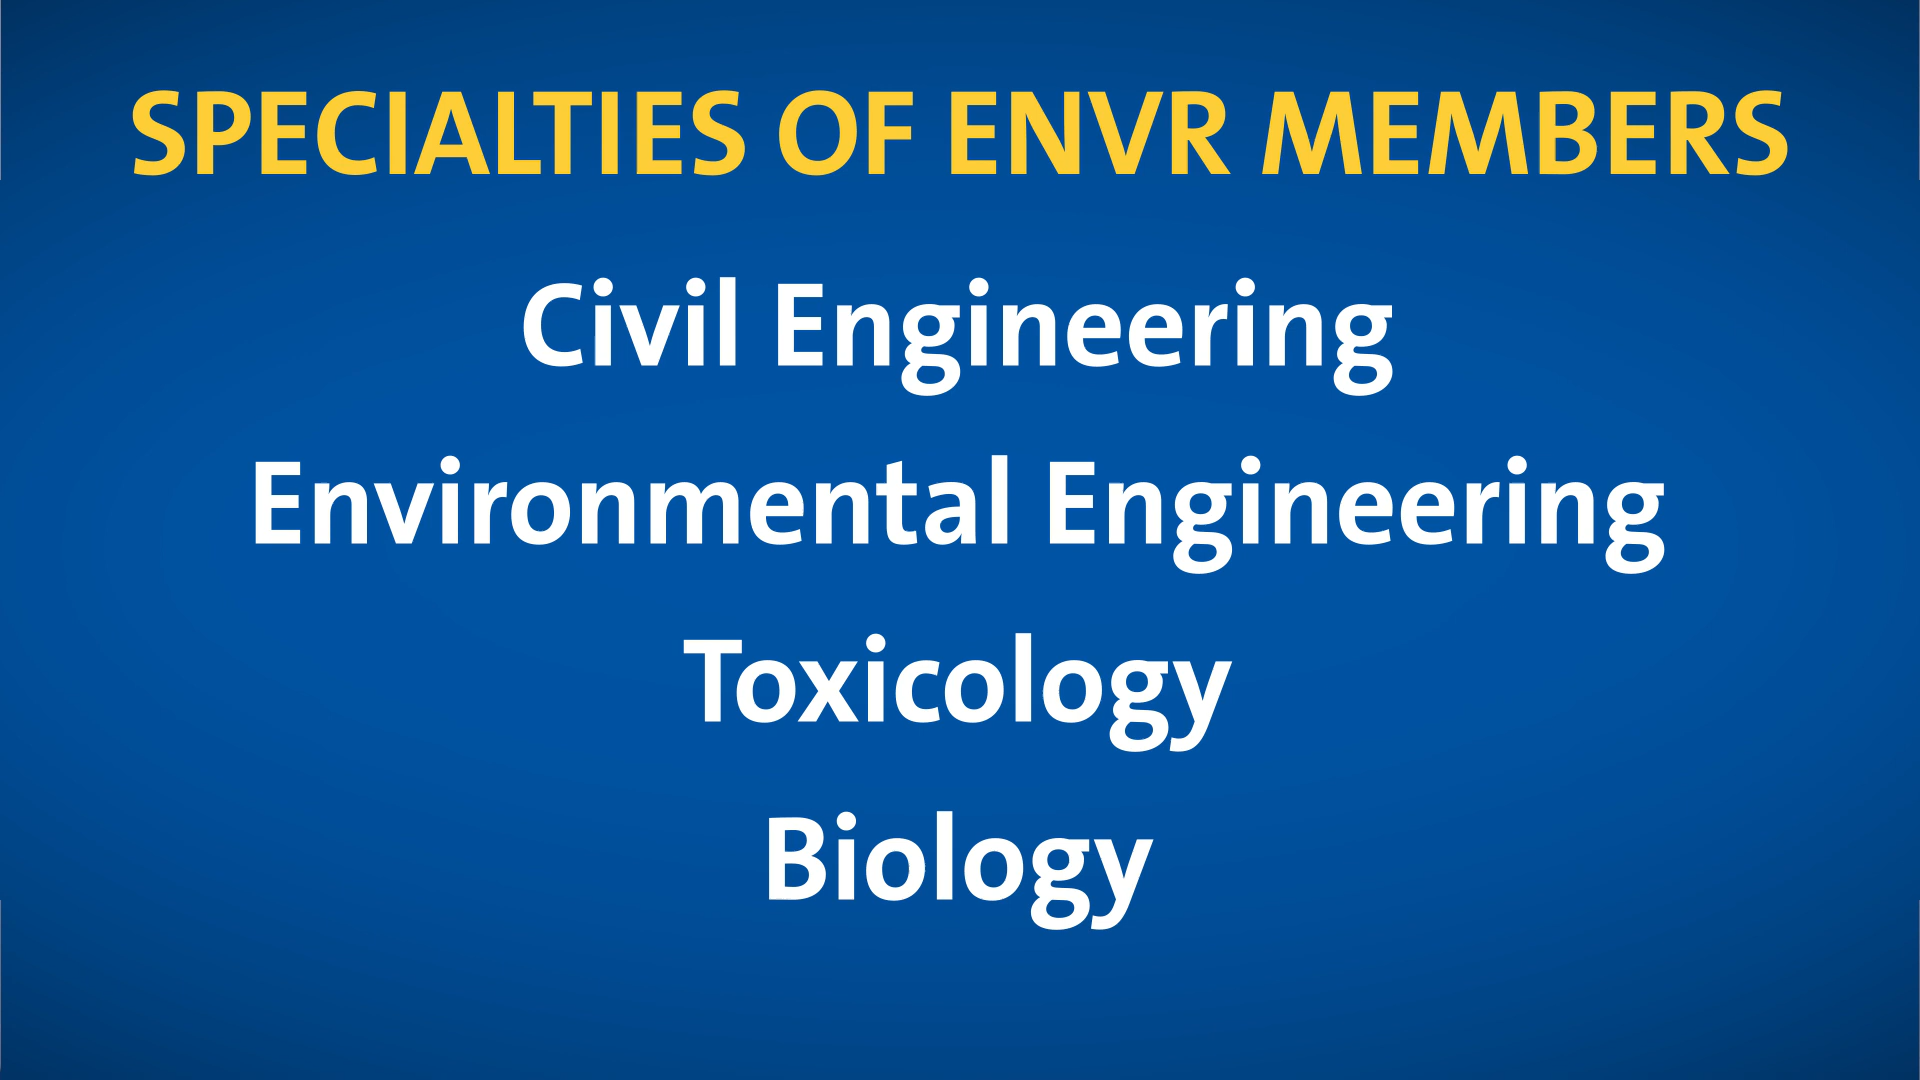 SPECIALTIES OF ENVR MEMBERS
Civil Engineering
Environmental Engineering
Toxicology
Biology